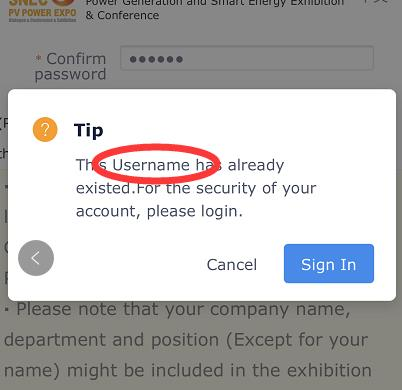 SNEC
PV POWER EXPO
Power Generation and Smart Energy Exhibition
& Conference
* Confirm
password
Tip
This Username has already
existed.For the security of your
account, please login.
Cancel
Sign In
· Please note that your company name,
department and position (Except for your
name) might be included in the exhibition